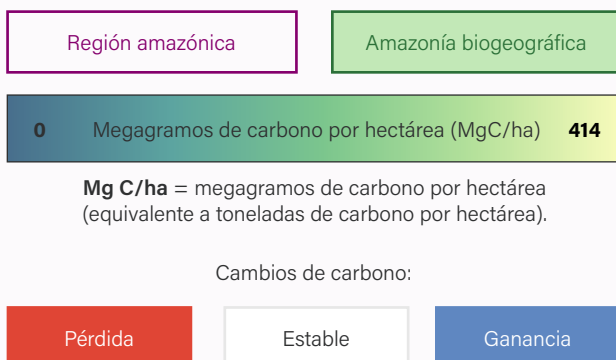 Región amazónica
Amazonía biogeográfica
0 Megagramos de carbono por hectárea (MgC/ha) 414
Mg C/ha = megagramos de carbono por hectárea
(equivalente a toneladas de carbono por hectárea).
Cambios de carbono:
Pérdida
Estable
Ganancia